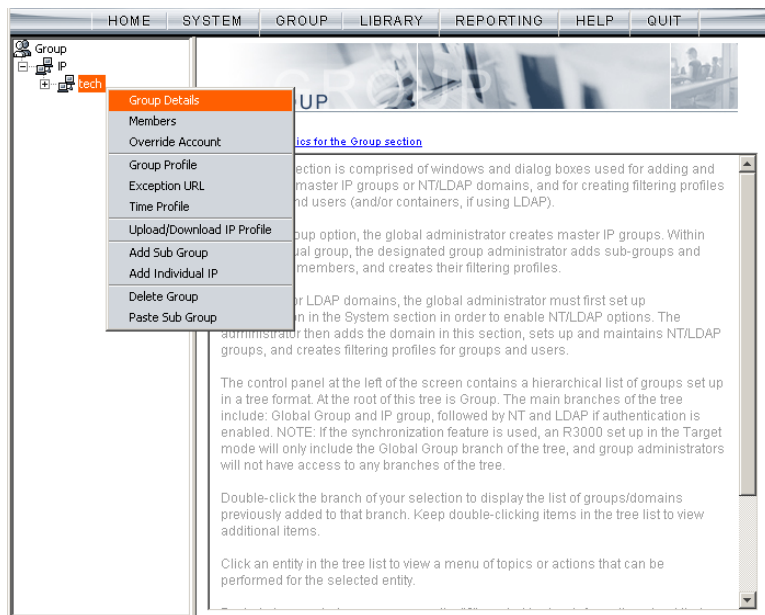 HOME SYSTEM GROUP LIBRARY REPORTING HELP QUIT
Group
IP
tech
Group Details
Members
Override Account
Group Profile
Exception URL
Time Profile
Upload/Download IP Profile
Add Sub Group
Add Individual IP
Delete Group
Paste Sub Group
GROUP
UP
ics for the Group section
ection is comprised of windows and dialog boxes used for adding and
master IP groups or NT/LDAP domains, and for creating filtering profiles
nd users (and/or containers, if using LDAP).
oup option, the global administrator creates master IP groups. Within
ual group, the designated group administrator adds sub-groups and
members, and creates their filtering profiles.
or LDAP domains, the global administrator must first set up
n in the System section in order to enable NT/LDAP options. The
administrator then adds the domain in this section, sets up and maintains NT/LDAP
groups, and creates filtering profiles for groups and users.
The control panel at the left of the screen contains a hierarchical list of groups set up
in a tree format. At the root of this tree is Group. The main branches of the tree
include: Global Group and IP group, followed by NT and LDAP if authentication is
enabled. NOTE: If the synchronization feature is used, an R3000 set up in the Target
mode will only include the Global Group branch of the tree, and group administrators
will not have access to any branches of the tree.
Double-click the branch of your selection to display the list of groups/domains
previously added to that branch. Keep double-clicking items in the tree list to view
additional items.
Click an entity in the tree list to view a menu of topics or actions that can be
performed for the selected entity.